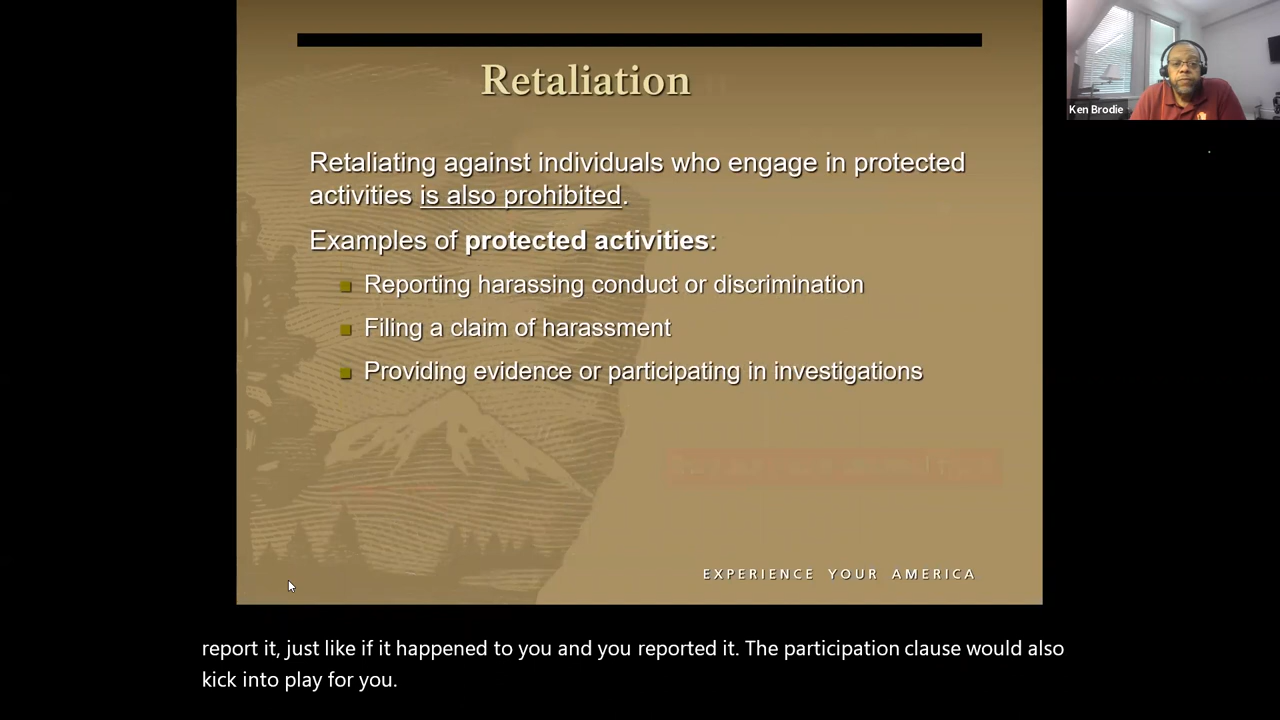 Retaliation
Ken Brodie
Retaliating against individuals who engage in protected
activities is also prohibited.
Examples of protected activities:
Reporting harassing conduct or discrimination
Filing a claim of harassment
Providing evidence or participating in investigations
EXPERIENCE YOUR AMERICA
report it, just like if it happened to you and you reported it. The participation clause would also
kick into play for you.